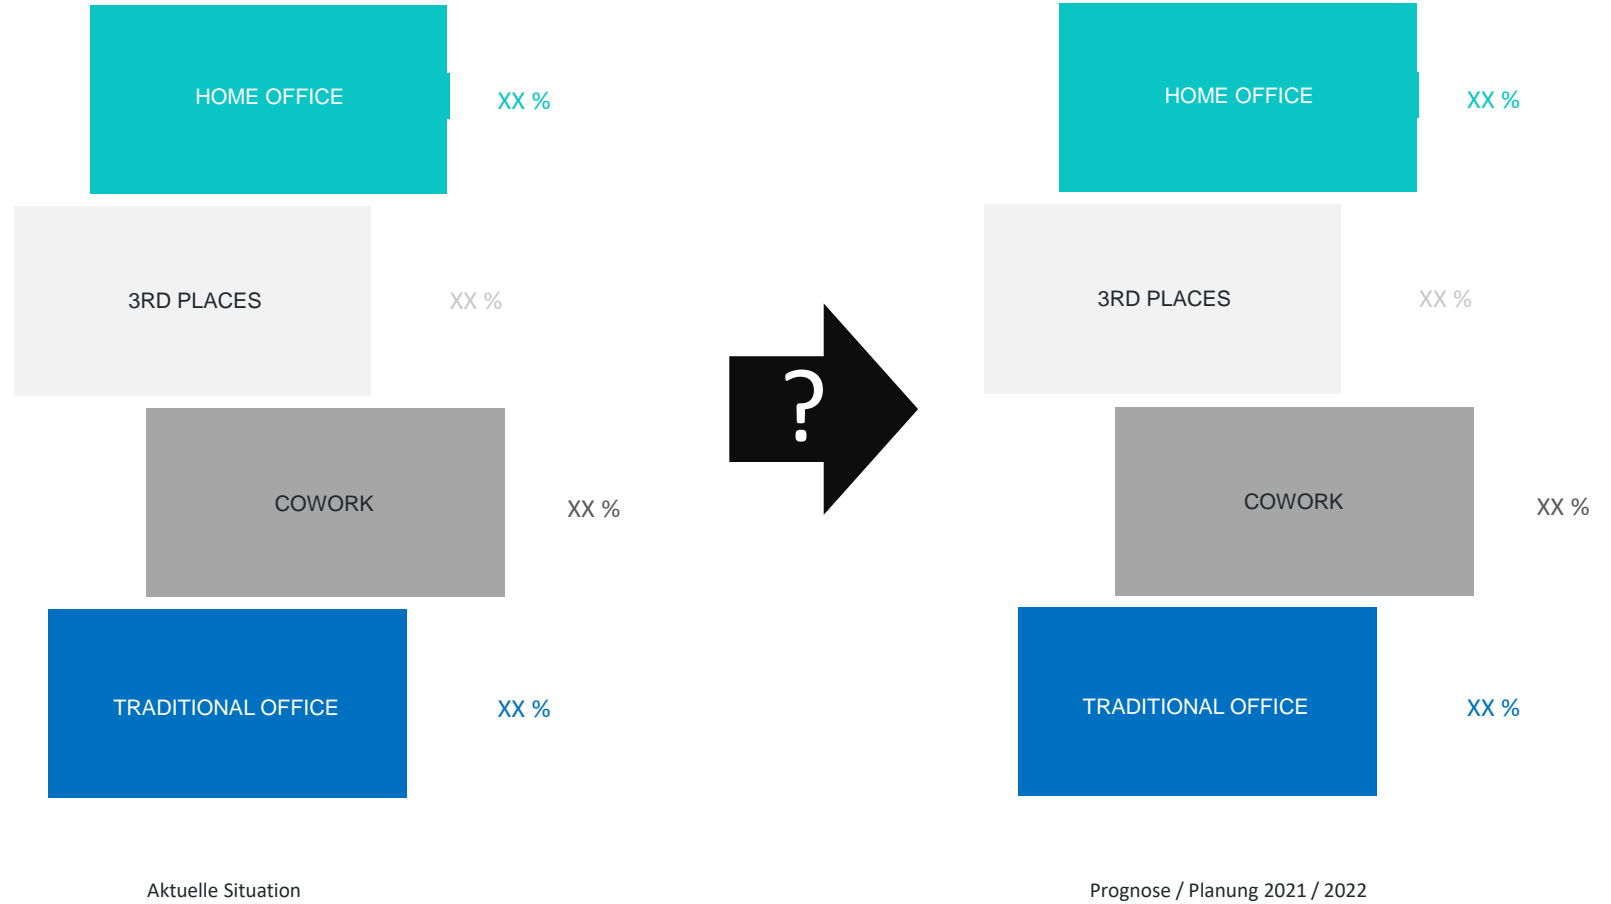 HOME OFFICE
XX %
3RD PLACES
XX %
COWORK
XX %
TRADITIONAL OFFICE
XX %
Aktuelle Situation
?
HOME OFFICE
XX %
3RD PLACES
XX %
COWORK
XX %
TRADITIONAL OFFICE
XX %
Prognose / Planung 2021 / 2022